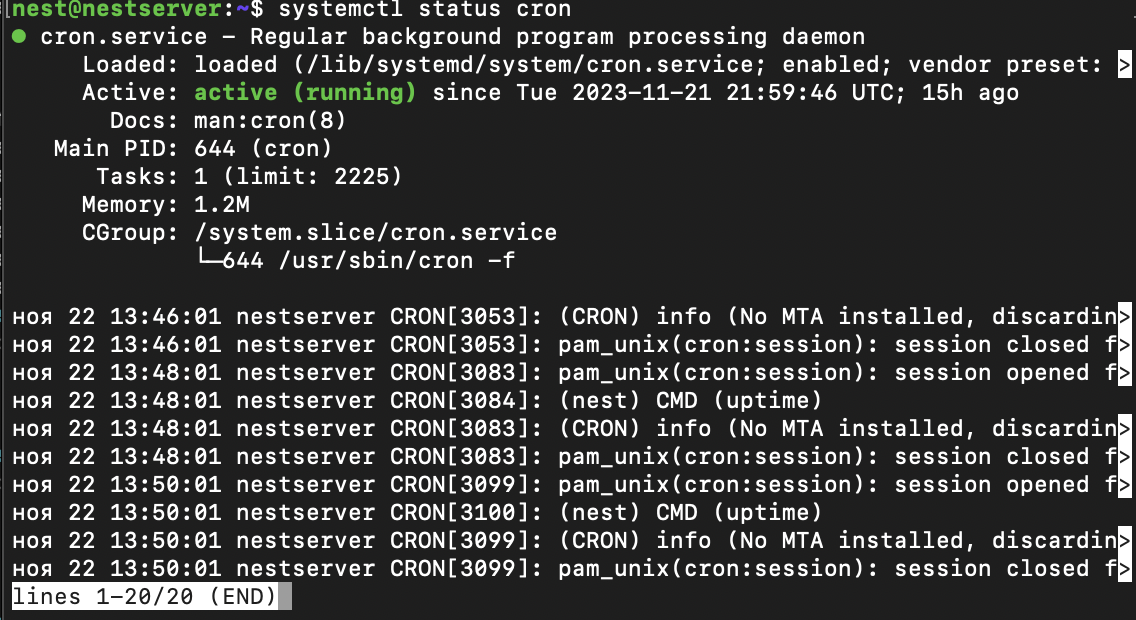 nest@nestserver:~$ systemctl status cron
● cron.service – Regular background program processing daemon
Loaded: loaded (/lib/systemd/system/cron.service; enabled; vendor preset: >
Active: active (running) since Tue 2023-11-21 21:59:46 UTC; 15h ago
Docs: man:cron(8)
Main PID: 644 (cron)
Tasks: 1 (limit: 2225)
Memory: 1.2M
CGroup: /system.slice/cron.service
└─644 /usr/sbin/cron -f
ноя 22 13:46:01 nestserver CRON[3053]: (CRON) info (No MTA installed, discardin>
ноя 22 13:46:01 nestserver CRON[3053]: pam_unix(cron:session): session closed f>
ноя 22 13:48:01 nestserver CRON[3083]: pam_unix(cron:session): session opened f>
ноя 22 13:48:01 nestserver CRON[3084]: (nest) CMD (uptime)
ноя 22 13:48:01 nestserver CRON[3083]: (CRON) info (No MTA installed, discardin>
ноя 22 13:48:01 nestserver CRON[3083]: pam_unix(cron:session): session closed f>
ноя 22 13:50:01 nestserver CRON[3099]: pam_unix(cron:session): session opened f>
ноя 22 13:50:01 nestserver CRON[3100]: (nest) CMD (uptime)
ноя 22 13:50:01 nestserver CRON[3099]: (CRON) info (No MTA installed, discardin>
ноя 22 13:50:01 nestserver CRON[3099]: pam_unix(cron:session): session closed f>
lines 1-20/20 (END)